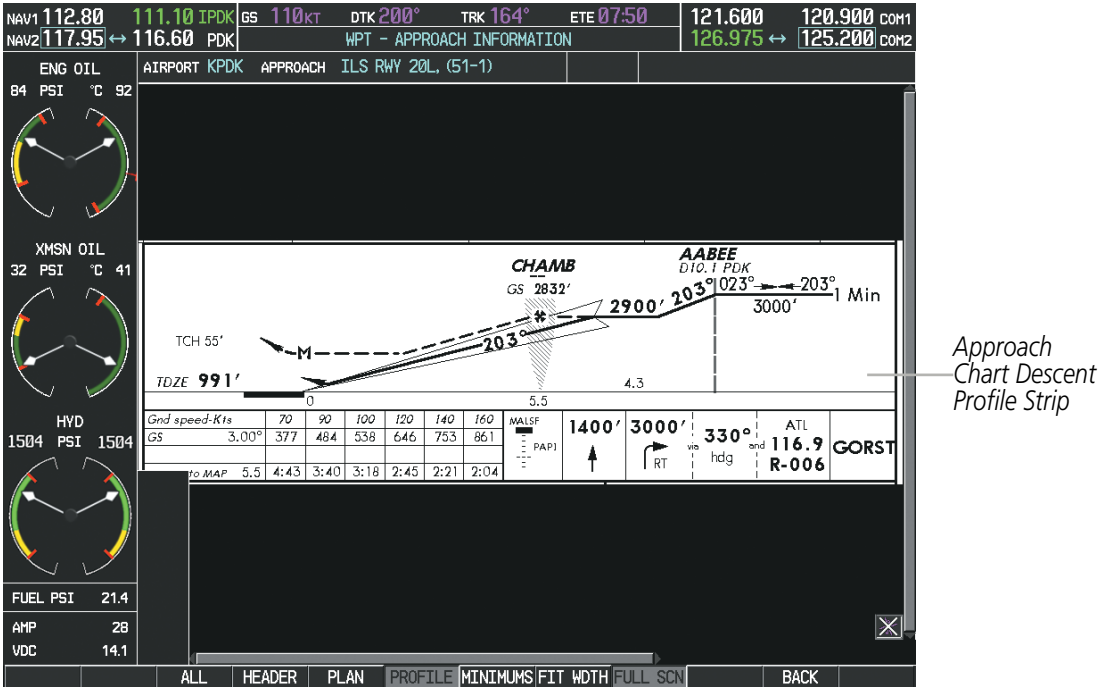 NAV1 112.80 111.10 IPDK GS 110KT DTK 200° TRK 164° ETE 07:50 121.600 120.900 COM1
NAV2 117.95 ↔ 116.60 PDK WPT - APPROACH INFORMATION 126.975 ↔ 125.200 COM2
AIRPORT KPDK APPROACH ILS RWY 20L, (51-1)
ENG OIL
84 PSI °C 92
XMSN OIL
32 PSI °C 41
HYD
1504 PSI 1504
FUEL PSI 21.4
AMP 28
VDC 14.1
CHAMB
GS 2832'
AABEE
D10.1 PDK
023° 203°
1 Min
3000'
2900' 203°
203°
TCH 55'
M
TDZE 991'
4.3
0 5.5
Gnd speed-Kts 70 90 100 120 140 160
GS 3.00° 377 484 538 646 753 861
to MAP 5.5 4:43 3:40 3:18 2:45 2:21 2:04
MALSF
PAPI
1400'
3000'
RT
via
330°
hdg
and
ATL
116.9
R-006
GORST
Approach
Chart Descent
Profile Strip
ALL HEADER PLAN PROFILE MINIMUMS FIT WDTH FULL SCN BACK